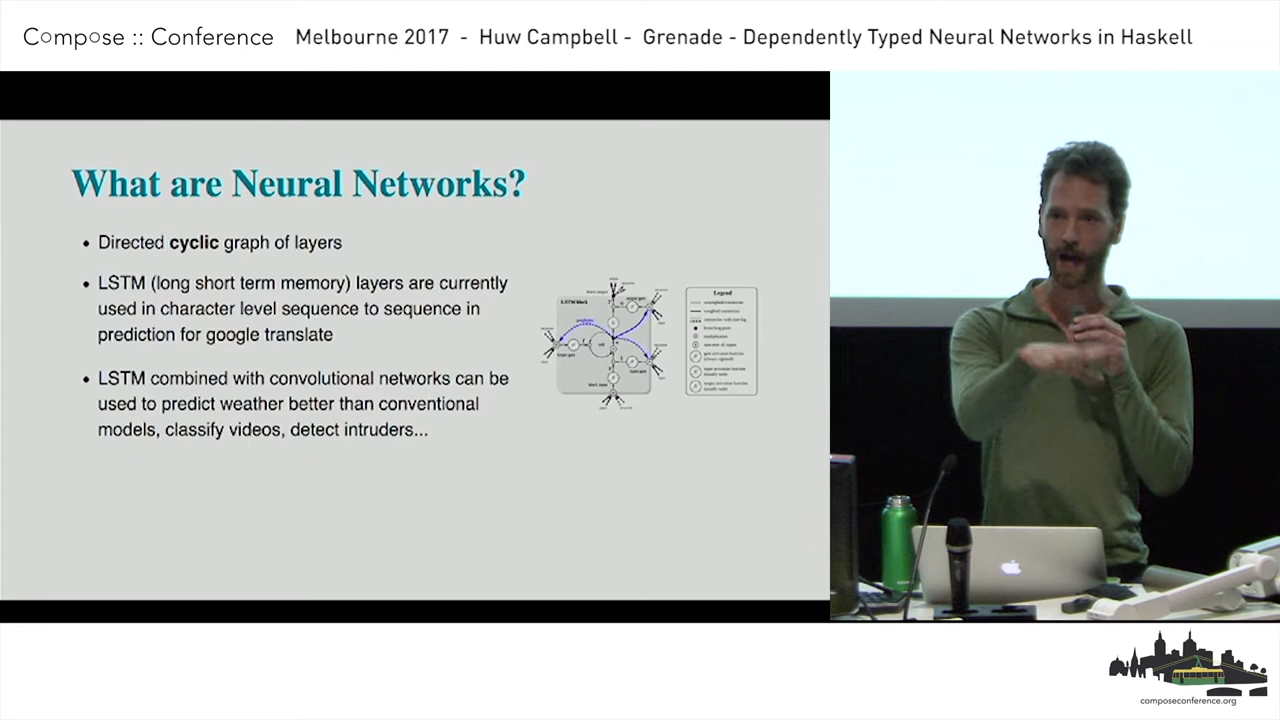 Compose :: Conference
Melbourne 2017 - Huw Campbell - Grenade - Dependently Typed Neural Networks in Haskell
What are Neural Networks?
• Directed cyclic graph of layers
• LSTM (long short term memory) layers are currently
used in character level sequence to sequence in
prediction for google translate
• LSTM combined with convolutional networks can be
used to predict weather better than conventional
models, classify videos, detect intruders...
LSTM block
Legend
composeconference.org